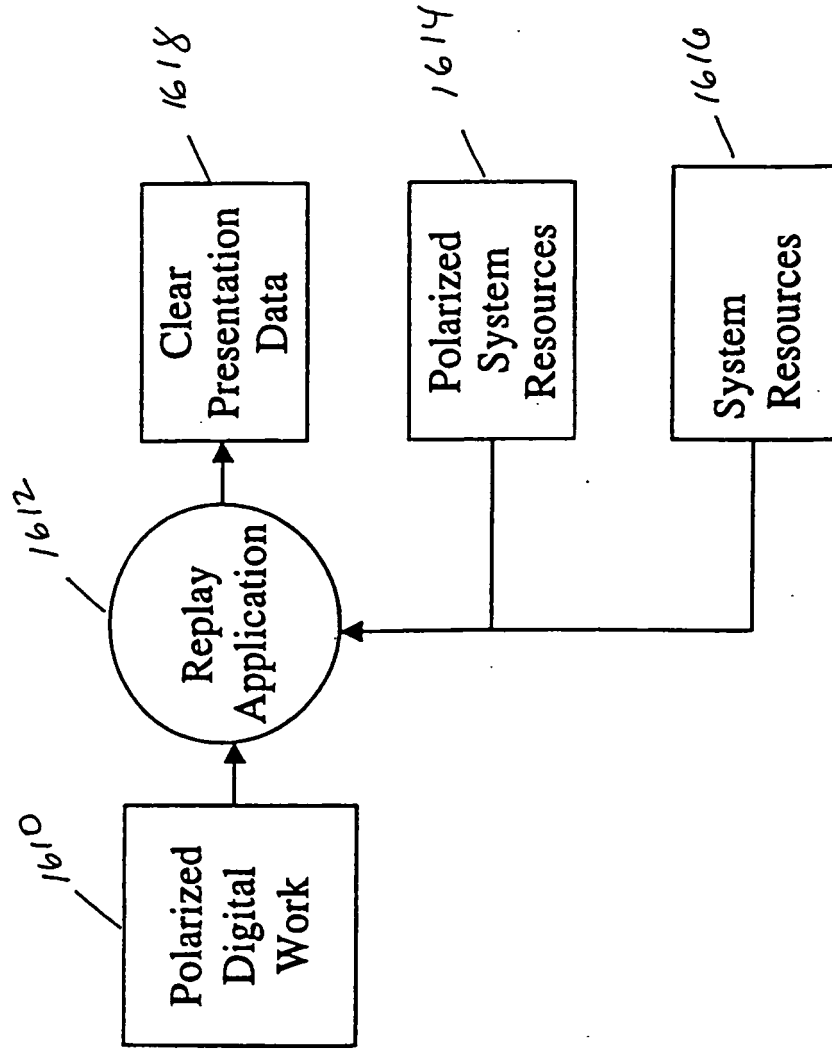 1610
Polarized
Digital
Work
1612
Replay
Application
1618
Clear
Presentation
Data
1614
Polarized
System
Resources
1616
System
Resources